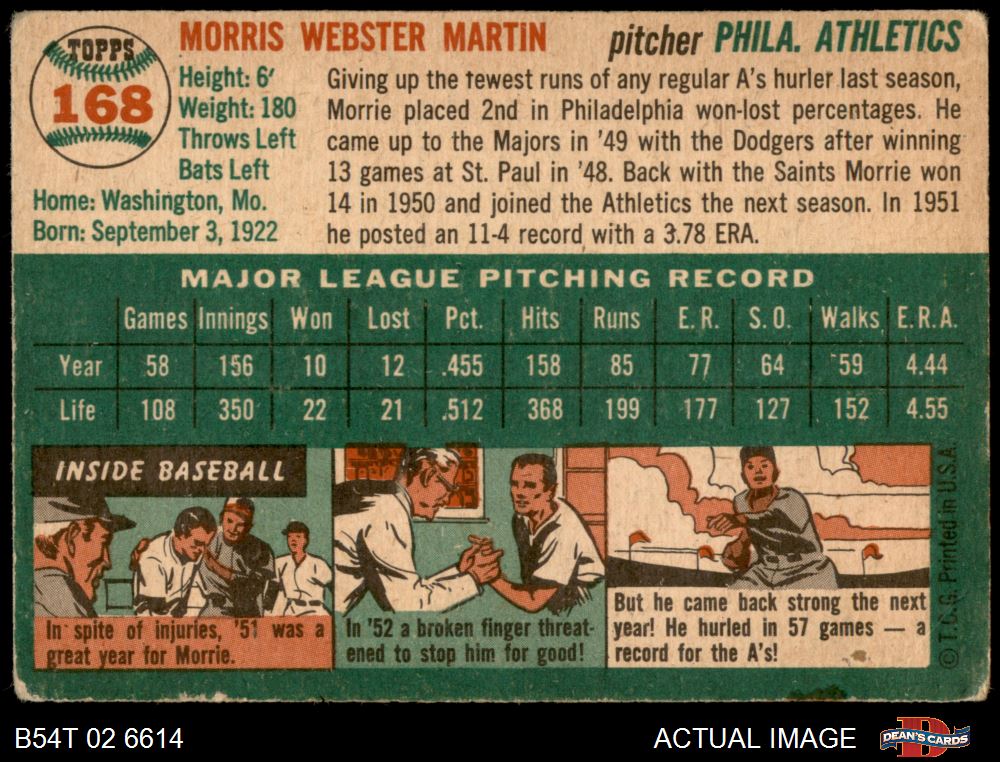 TOPPS
168
MORRIS WEBSTER MARTIN
pitcher PHILA. ATHLETICS
Height: 6'
Weight: 180
Throws Left
Bats Left
Home: Washington, Mo.
Born: September 3, 1922
Giving up the fewest runs of any regular A's hurler last season,
Morrie placed 2nd in Philadelphia won-lost percentages. He
came up to the Majors in '49 with the Dodgers after winning
13 games at St. Paul in '48. Back with the Saints Morrie won
14 in 1950 and joined the Athletics the next season. In 1951
he posted an 11-4 record with a 3.78 ERA.
MAJOR LEAGUE PITCHING RECORD
Games Innings Won Lost Pct. Hits Runs E.R. S.O. Walks E.R.A.
Year 58 156 10 12 .455 158 85 77 64 59 4.44
Life 108 350 22 21 .512 368 199 177 127 152 4.55
INSIDE BASEBALL
In spite of injuries, '51 was a
great year for Morrie.
In '52 a broken finger threat-
ened to stop him for good!
But he came back strong the next
year! He hurled in 57 games — a
record for the A's!
© T.C.G. Printed in U.S.A.
B54T 02 6614
ACTUAL IMAGE
DEAN'S CARDS